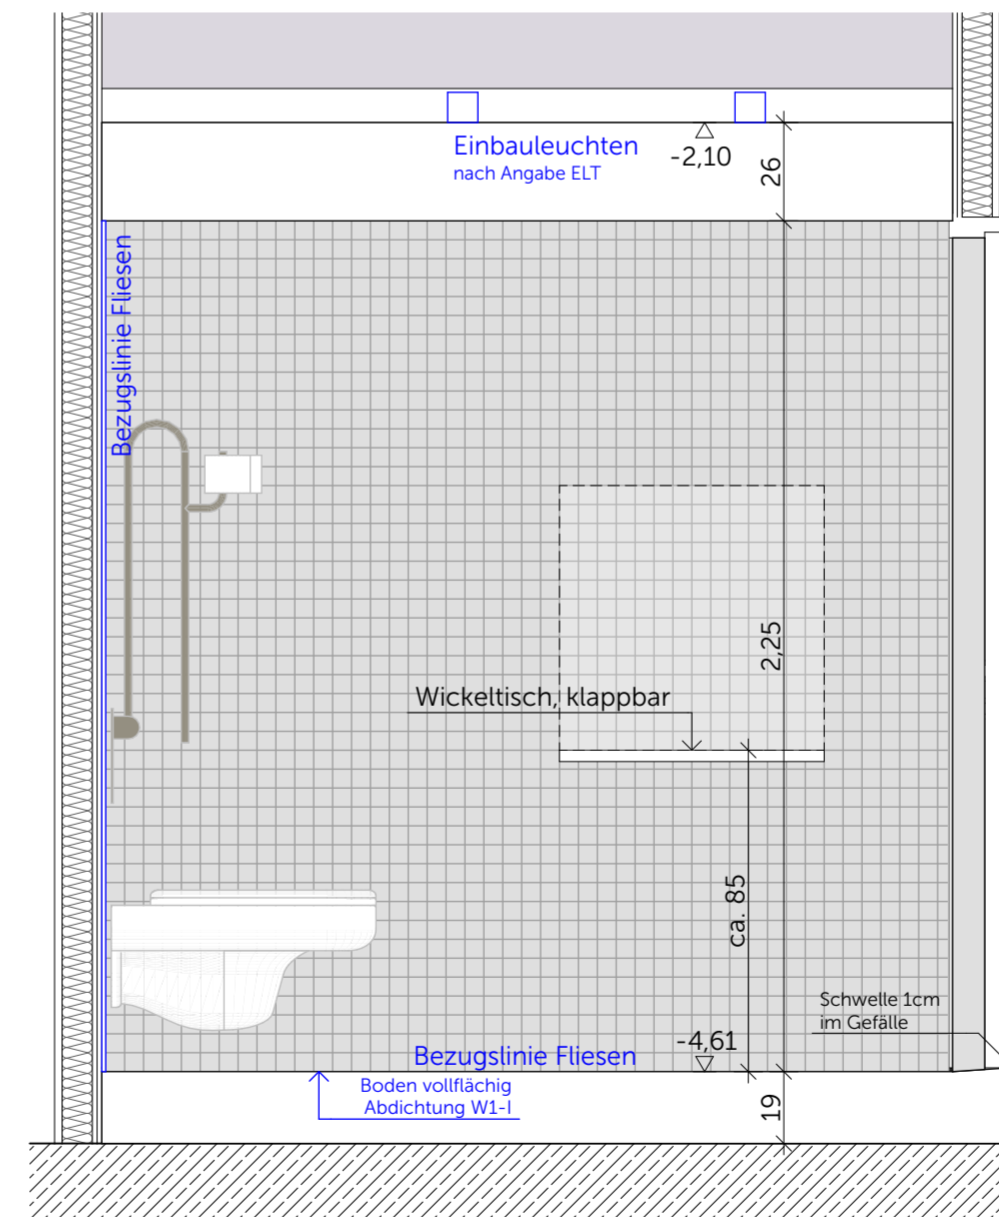 Einbauleuchten
nach Angabe ELT
-2,10
26
Bezugslinie Fliesen
2,25
Wickeltisch, klappbar
ca. 85
Schwelle 1cm
im Gefälle
-4,61
Bezugslinie Fliesen
Boden vollflächig
Abdichtung W1-I
19